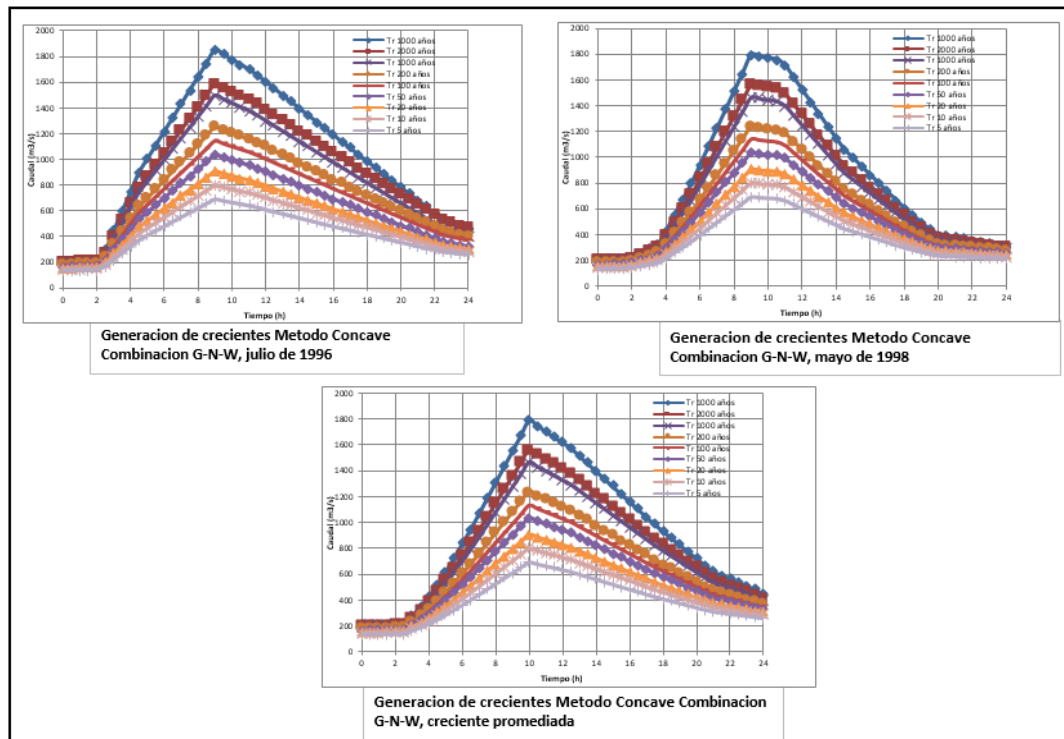 2000
1800
1600
1400
1200
1000
800
600
400
200
0
Caudal (m3/s)
Tr 1000 años
Tr 2000 años
Tr 1000 años
Tr 200 años
Tr 100 años
Tr 50 años
Tr 20 años
Tr 10 años
Tr 5 años
0 2 4 6 8 10 12 14 16 18 20 22 24
Tiempo (h)
Generacion de crecientes Metodo Concave
Combinacion G-N-W, julio de 1996
2000
1800
1600
1400
1200
1000
800
600
400
200
0
Caudal (m3/s)
Tr 1000 años
Tr 2000 años
Tr 1000 años
Tr 200 años
Tr 100 años
Tr 50 años
Tr 20 años
Tr 10 años
Tr 5 años
0 2 4 6 8 10 12 14 16 18 20 22 24
Tiempo (h)
Generacion de crecientes Metodo Concave
Combinacion G-N-W, mayo de 1998
2000
1800
1600
1400
1200
1000
800
600
400
200
0
Caudal (m3/s)
Tr 1000 años
Tr 2000 años
Tr 1000 años
Tr 200 años
Tr 100 años
Tr 50 años
Tr 20 años
Tr 10 años
Tr 5 años
0 2 4 6 8 10 12 14 16 18 20 22 24
Tiempo (h)
Generacion de crecientes Metodo Concave Combinacion
G-N-W, creciente promediada